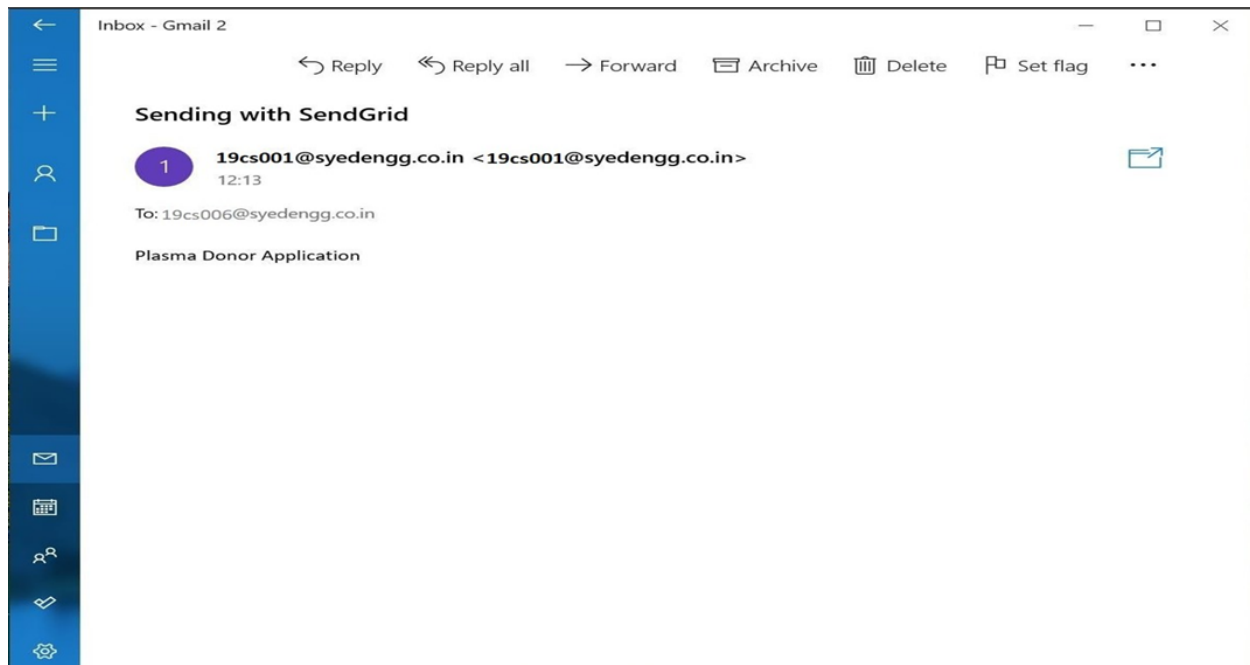 Inbox - Gmail 2
Reply Reply all Forward Archive Delete Set flag ...
Sending with SendGrid
1
19cs001@syedengg.co.in <19cs001@syedengg.co.in>
12:13
To: 19cs006@syedengg.co.in
Plasma Donor Application